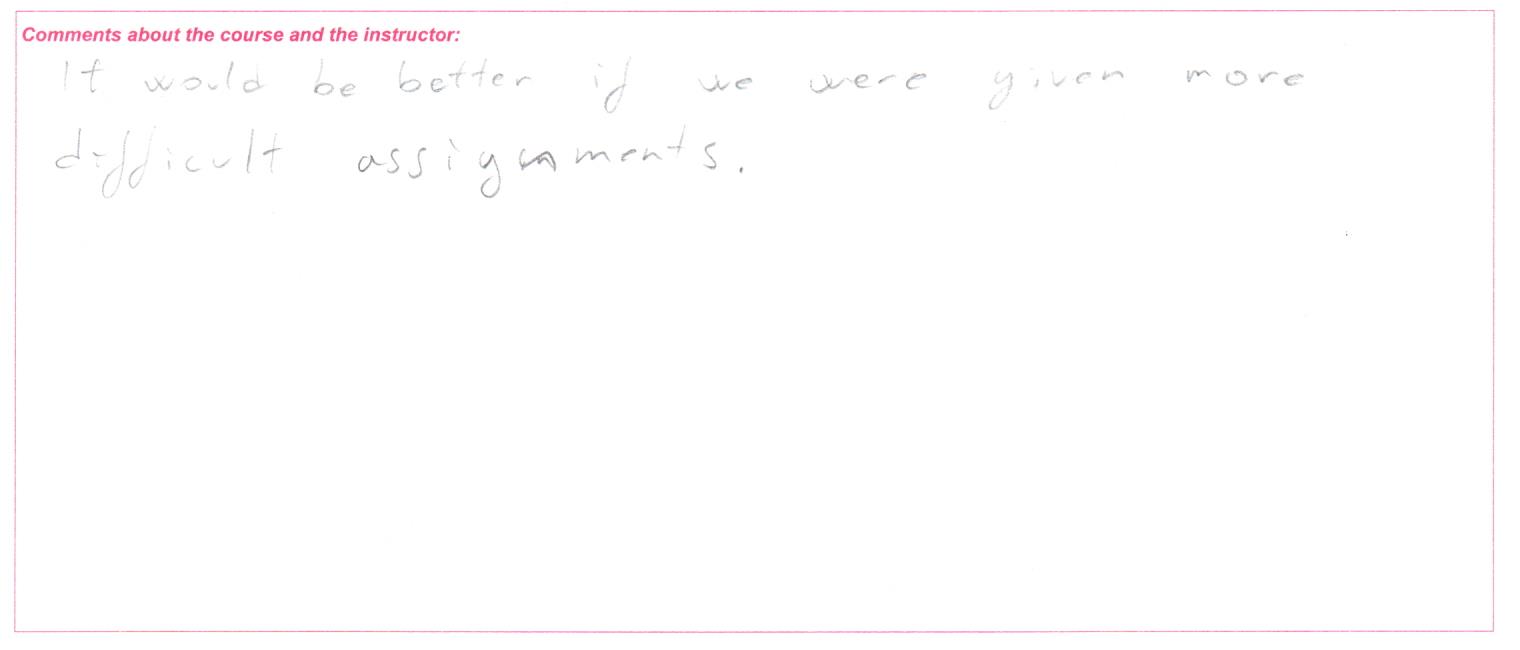 Comments about the course and the instructor:
It would be better if we were given more
difficult assignments.